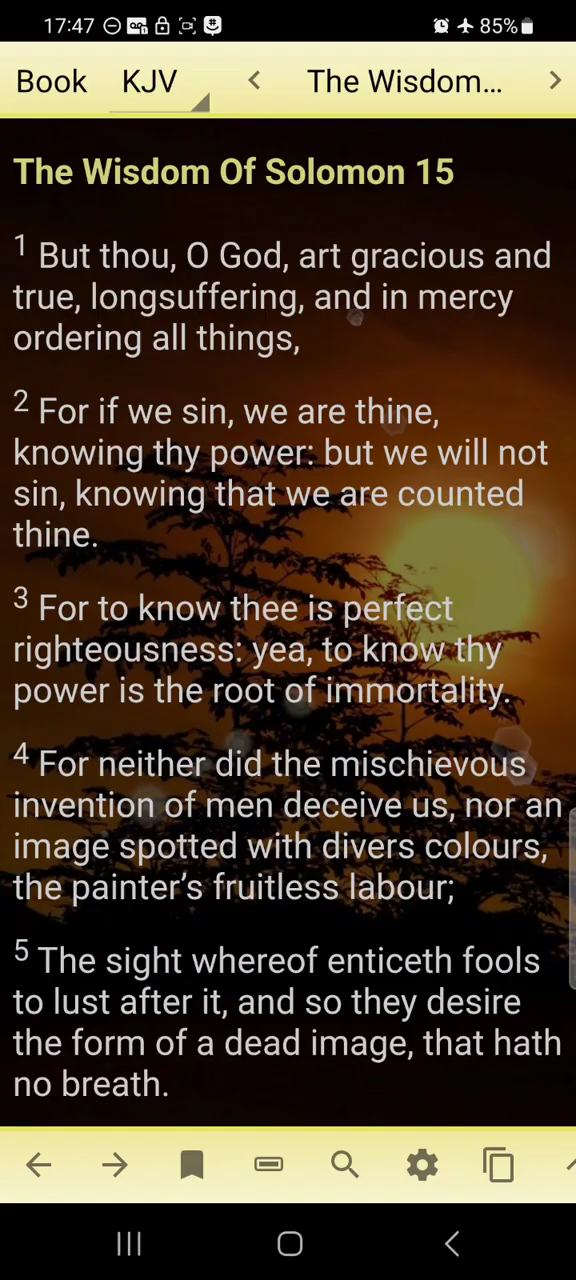 17:47 85%
Book KJV The Wisdom...
The Wisdom Of Solomon 15
1 But thou, O God, art gracious and
true, longsuffering, and in mercy
ordering all things,
2 For if we sin, we are thine,
knowing thy power: but we will not
sin, knowing that we are counted
thine.
3 For to know thee is perfect
righteousness: yea, to know thy
power is the root of immortality.
4 For neither did the mischievous
invention of men deceive us, nor an
image spotted with divers colours,
the painter’s fruitless labour;
5 The sight whereof enticeth fools
to lust after it, and so they desire
the form of a dead image, that hath
no breath.